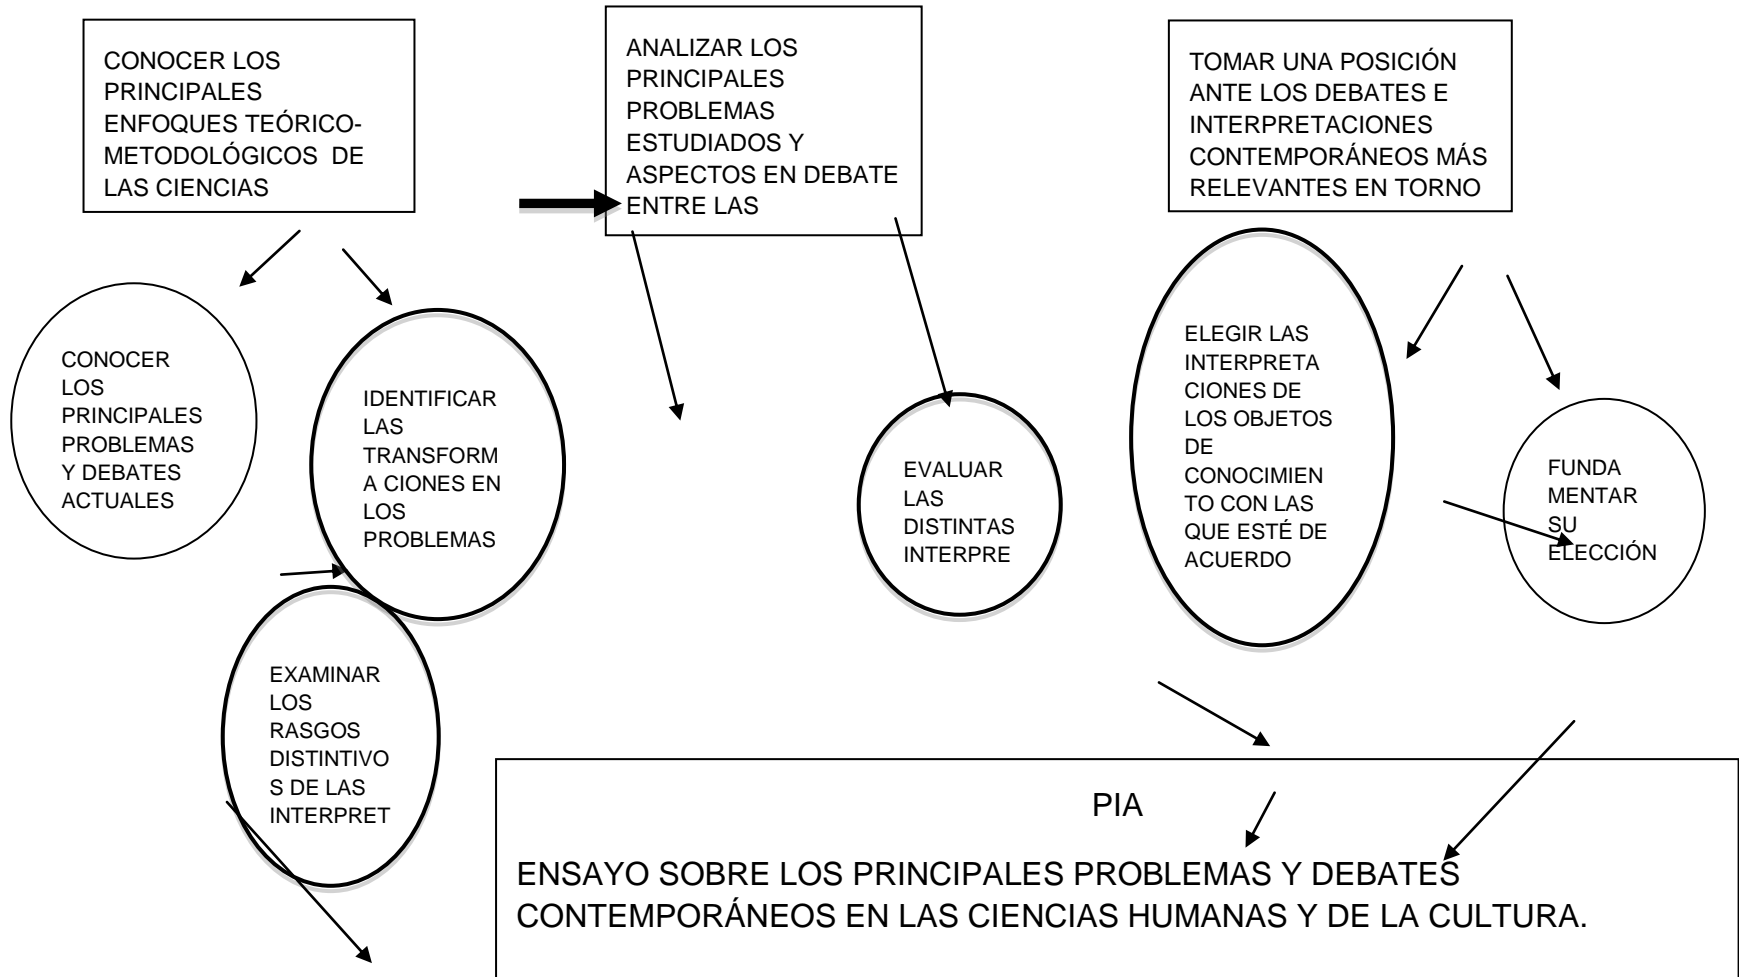 CONOCER LOS
PRINCIPALES
ENFOQUES TEÓRICO-
METODOLÓGICOS DE
LAS CIENCIAS
ANALIZAR LOS
PRINCIPALES
PROBLEMAS
ESTUDIADOS Y
ASPECTOS EN DEBATE
ENTRE LAS
TOMAR UNA POSICIÓN
ANTE LOS DEBATES E
INTERPRETACIONES
CONTEMPORÁNEOS MÁS
RELEVANTES EN TORNO
CONOCER
LOS
PRINCIPALES
PROBLEMAS
Y DEBATES
ACTUALES
IDENTIFICAR
LAS
TRANSFORM
A CIONES EN
LOS
PROBLEMAS
EVALUAR
LAS
DISTINTAS
INTERPRE
ELEGIR LAS
INTERPRETA
CIONES DE
LOS OBJETOS
DE
CONOCIMIEN
TO CON LAS
QUE ESTÉ DE
ACUERDO
FUNDA
MENTAR
SU
ELECCIÓN
EXAMINAR
LOS
RASGOS
DISTINTIVO
S DE LAS
INTERPRET
PIA
ENSAYO SOBRE LOS PRINCIPALES PROBLEMAS Y DEBATES
CONTEMPORÁNEOS EN LAS CIENCIAS HUMANAS Y DE LA CULTURA.